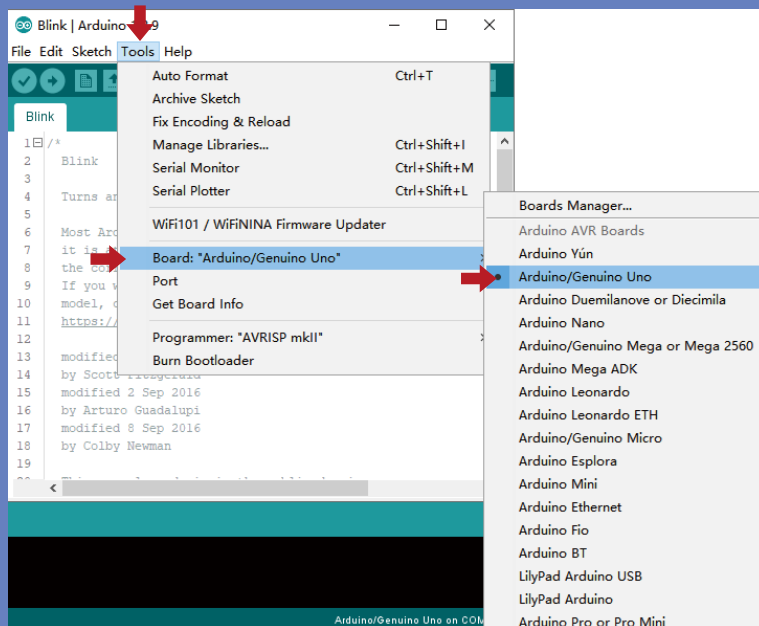 Blink | Arduino
File Edit Sketch Tools Help
Auto Format Ctrl+T
Archive Sketch
Fix Encoding & Reload
Manage Libraries... Ctrl+Shift+I
Serial Monitor Ctrl+Shift+M
Serial Plotter Ctrl+Shift+L
WiFi101 / WiFiNINA Firmware Updater
Board: "Arduino/Genuino Uno"
Port
Get Board Info
Programmer: "AVRISP mkII"
Burn Bootloader
Boards Manager...
Arduino AVR Boards
Arduino Yún
Arduino/Genuino Uno
Arduino Duemilanove or Diecimila
Arduino Nano
Arduino/Genuino Mega or Mega 2560
Arduino Mega ADK
Arduino Leonardo
Arduino Leonardo ETH
Arduino/Genuino Micro
Arduino Esplora
Arduino Mini
Arduino Ethernet
Arduino Fio
Arduino BT
LilyPad Arduino USB
LilyPad Arduino
Arduino Pro or Pro Mini
Blink
1 /*
2 Blink
3
4 Turns
5
6 Most
7 it is
8 the
9 If you
10 model,
11 https://
12
13 modified
14 by Scott Fitzgerald
15 modified 2 Sep 2016
16 by Arturo Guadalupi
17 modified 8 Sep 2016
18 by Colby Newman
19
Arduino/Genuino Uno on COM